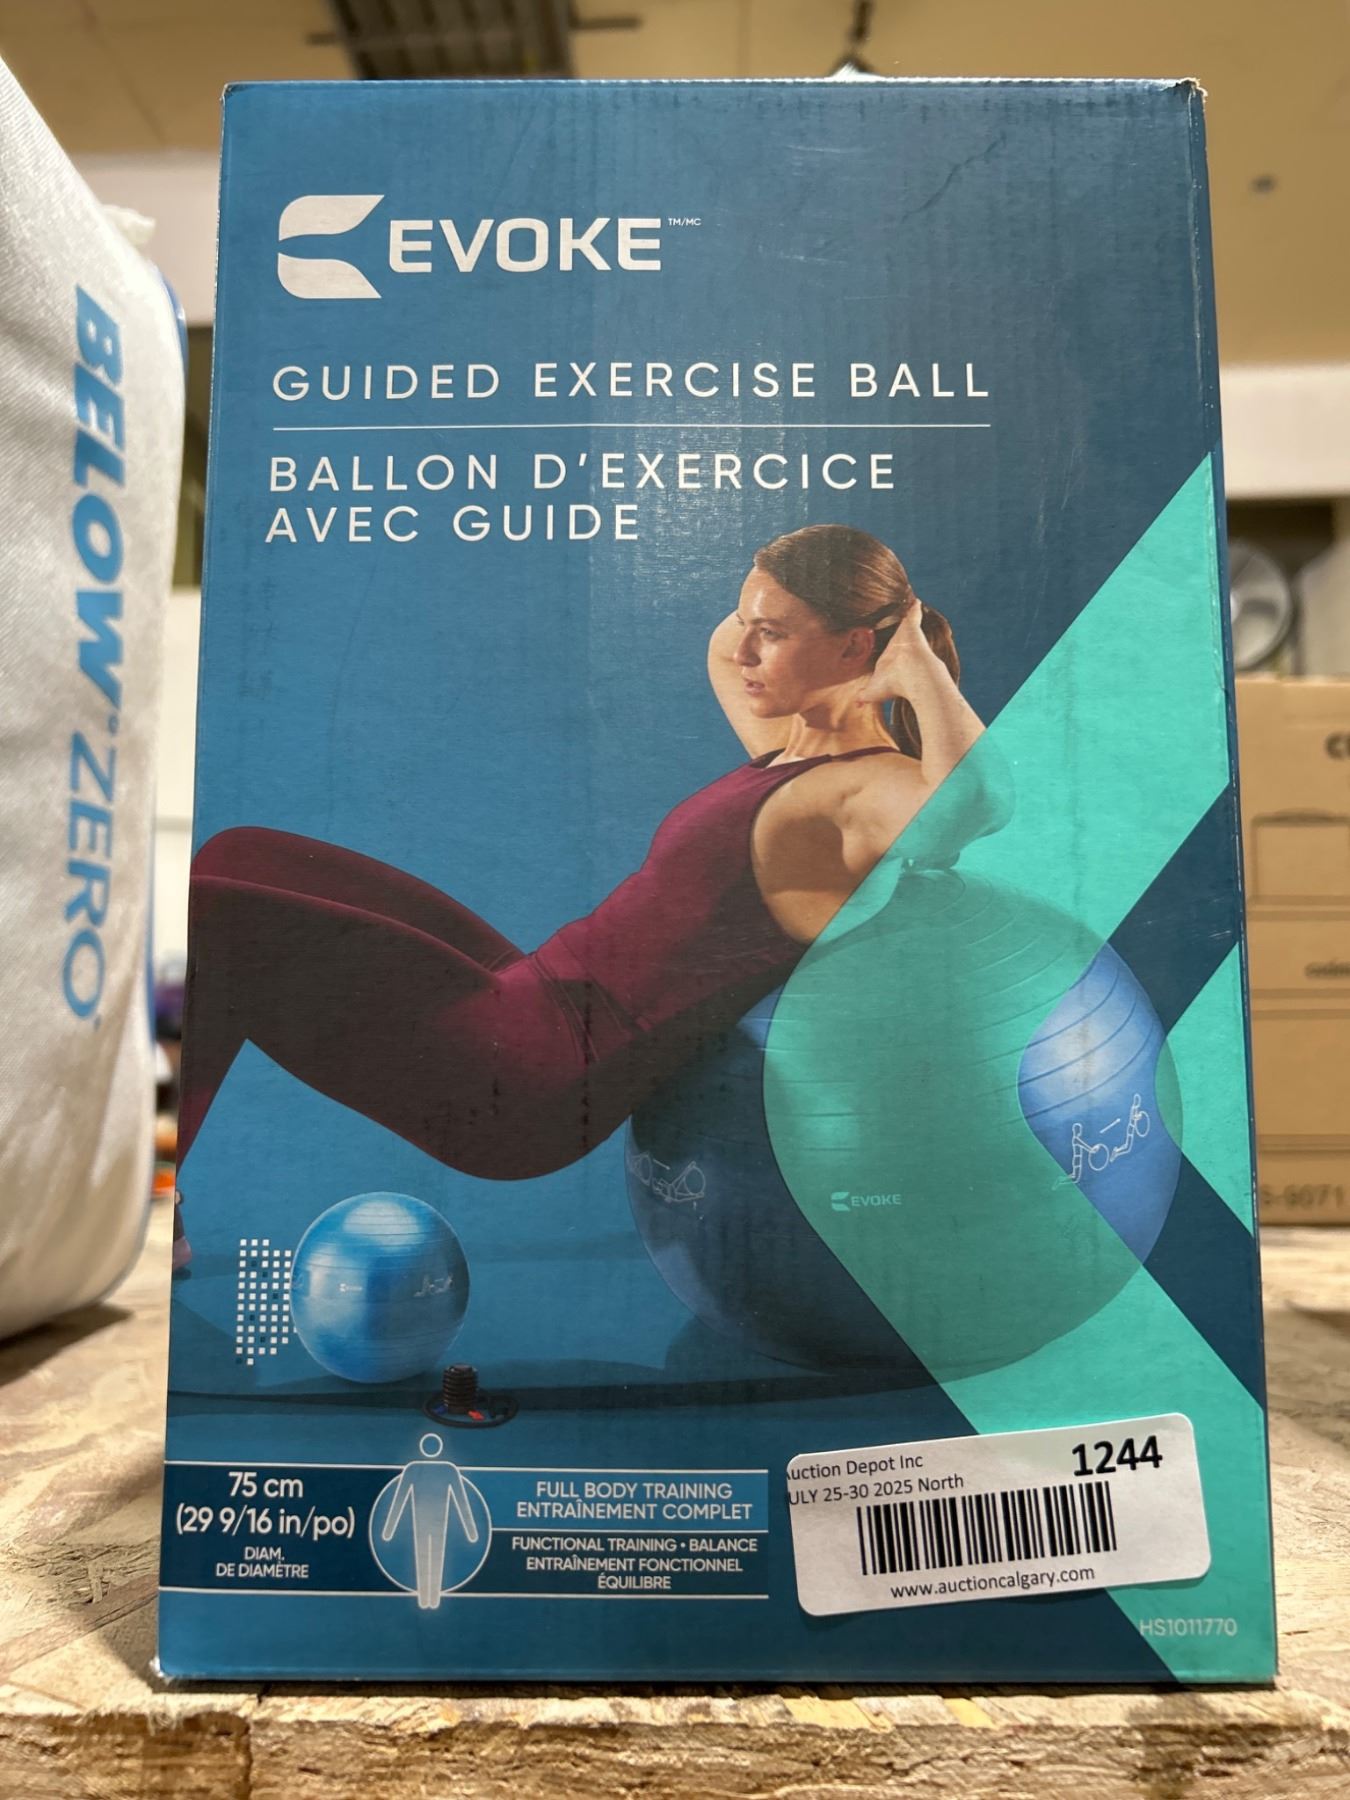 EVOKE TM/MC
GUIDED EXERCISE BALL
BALLON D'EXERCICE
AVEC GUIDE
BELOW ZERO
EVOKE
75 cm
(29 9/16 in/po)
DIAM.
DE DIAMÈTRE
FULL BODY TRAINING
ENTRAÎNEMENT COMPLET
FUNCTIONAL TRAINING • BALANCE
ENTRAÎNEMENT FONCTIONNEL
ÉQUILIBRE
Auction Depot Inc
JULY 25-30 2025 North
1244
www.auctioncalgary.com
HS1011770